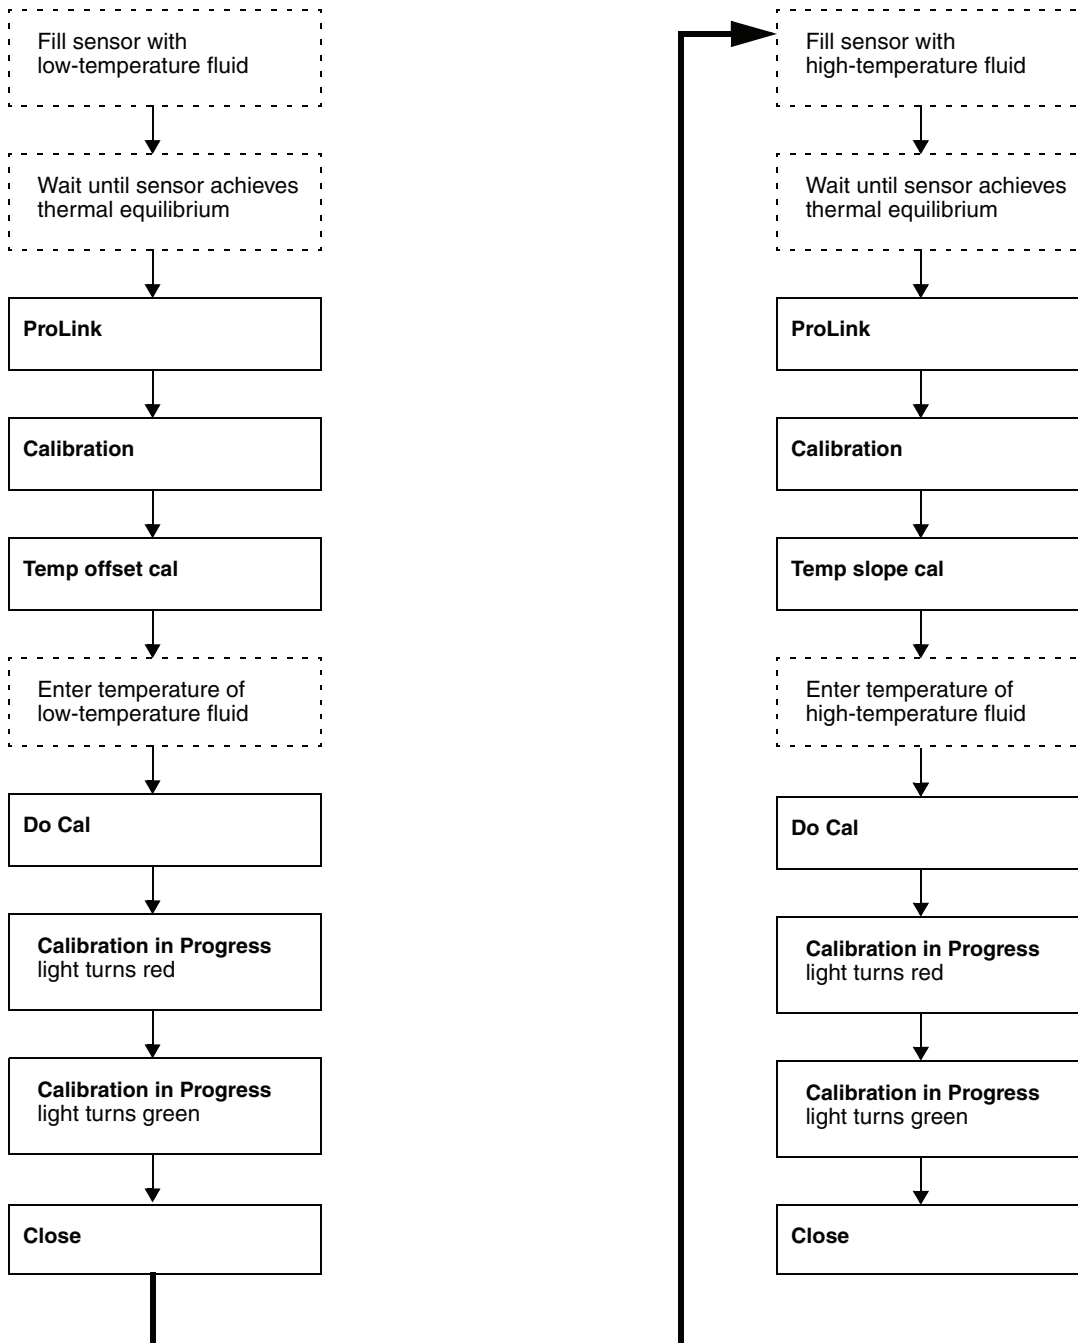 Fill sensor with
low-temperature fluid
Wait until sensor achieves
thermal equilibrium
ProLink
Calibration
Temp offset cal
Enter temperature of
low-temperature fluid
Do Cal
Calibration in Progress
light turns red
Calibration in Progress
light turns green
Close
Fill sensor with
high-temperature fluid
Wait until sensor achieves
thermal equilibrium
ProLink
Calibration
Temp slope cal
Enter temperature of
high-temperature fluid
Do Cal
Calibration in Progress
light turns red
Calibration in Progress
light turns green
Close